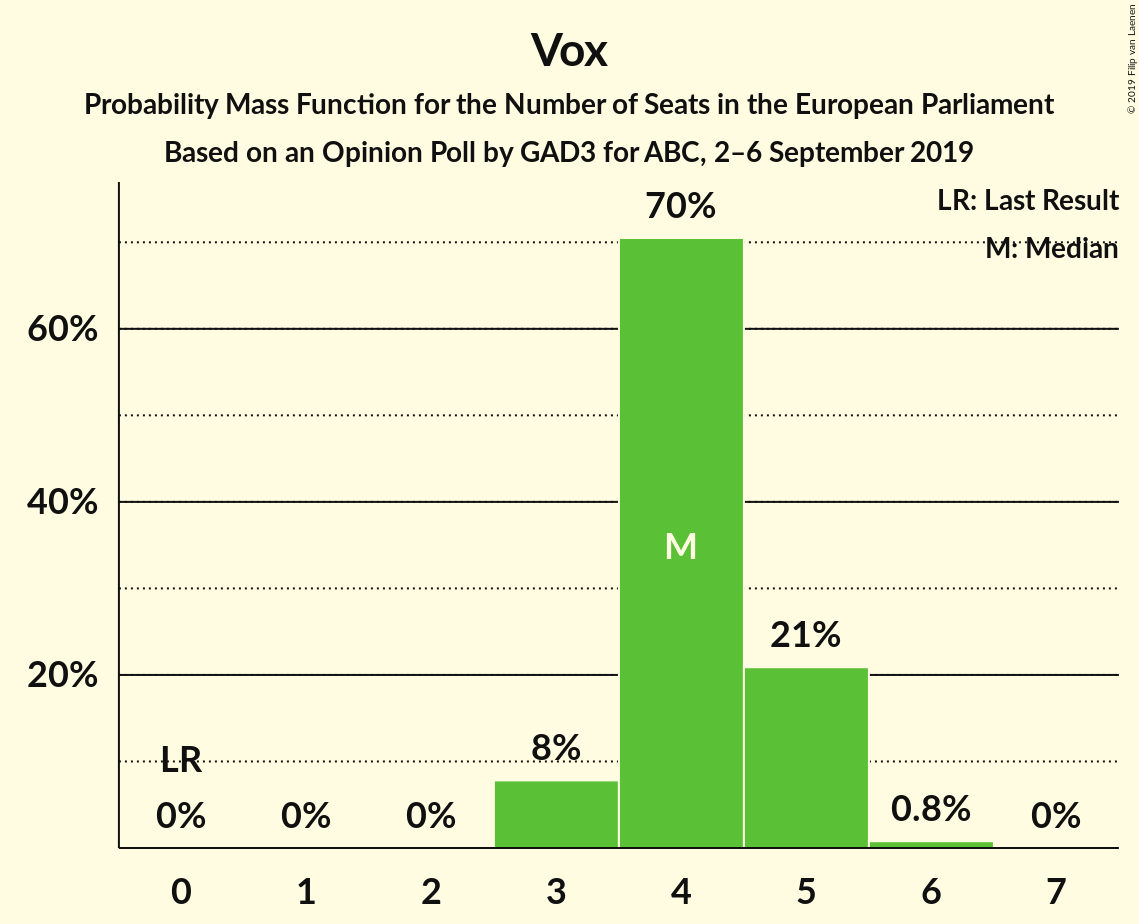 Vox
Probability Mass Function for the Number of Seats in the European Parliament
Based on an Opinion Poll by GAD3 for ABC, 2–6 September 2019
© 2019 Filip van Laenen
LR: Last Result
M: Median
60%
40%
20%
LR
0%
0%
0%
8%
70%
M
21%
0.8%
0%
0
1
2
3
4
5
6
7